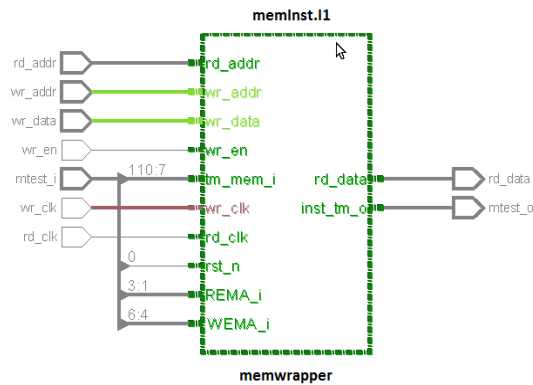 memInst.I1
rd_addr rd_addr
wr_addr wr_addr
wr_data wr_data
wr_en wr_en
mtest_i 110:7 tm_mem_i rd_data rd_data
wr_clk wr_clk inst_tm_o mtest_o
rd_clk rd_clk
0 rst_n
3:1 REMA_i
6:4 WEMA_i
memwrapper